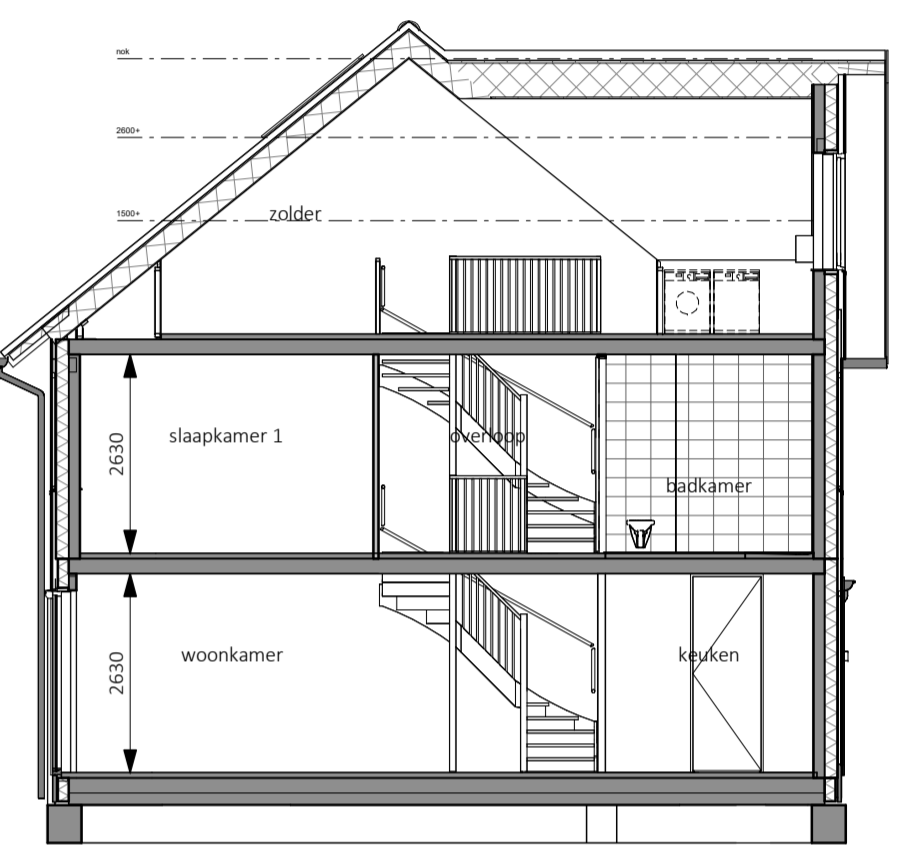 nok
2600+
1500+
zolder
2630
slaapkamer 1
overloop
badkamer
2630
woonkamer
keuken